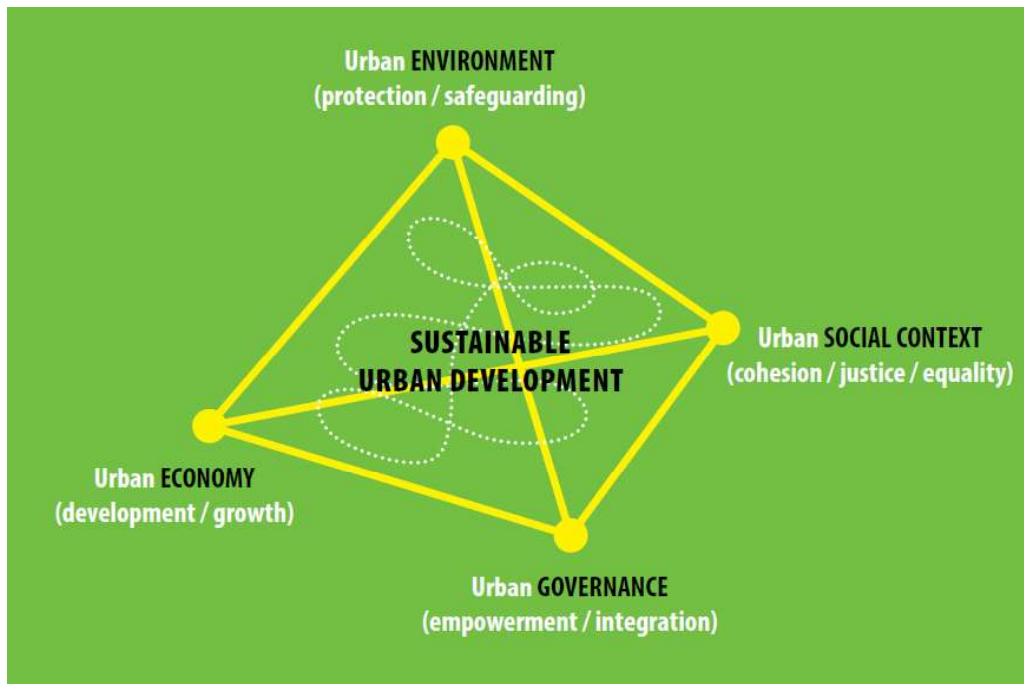 Urban ENVIRONMENT
(protection / safeguarding)
SUSTAINABLE
URBAN DEVELOPMENT
Urban SOCIAL CONTEXT
(cohesion / justice / equality)
Urban ECONOMY
(development / growth)
Urban GOVERNANCE
(empowerment / integration)